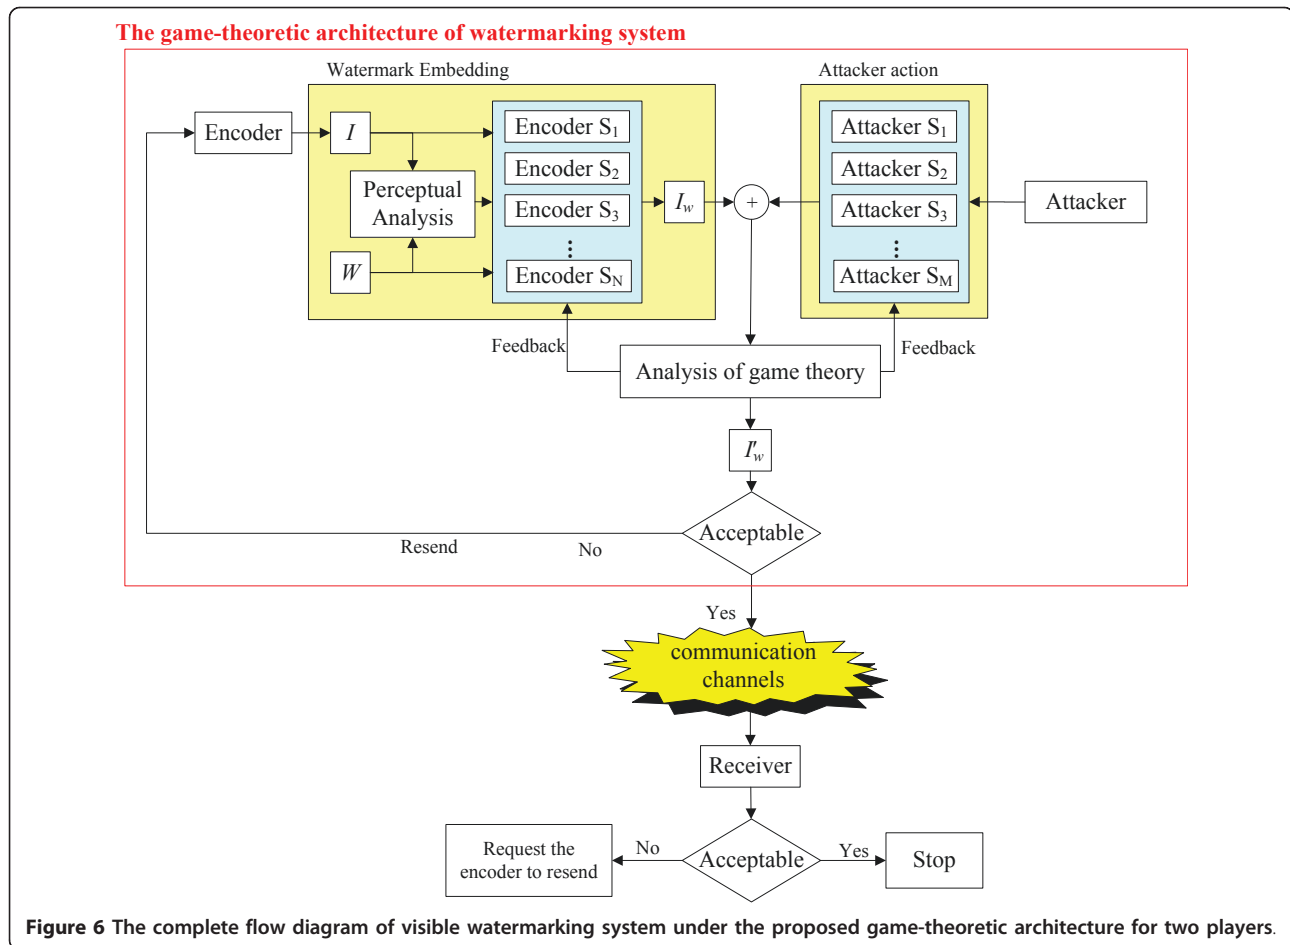 The game-theoretic architecture of watermarking system
Watermark Embedding
Attacker action
Encoder
I
Perceptual
Analysis
W
Encoder S1
Encoder S2
Encoder S3
⋮
Encoder SN
Iw
+
Attacker S1
Attacker S2
Attacker S3
⋮
Attacker SM
Attacker
Feedback
Feedback
Analysis of game theory
I'w
Acceptable
Resend
No
Yes
communication
channels
Receiver
Acceptable
No
Yes
Request the
encoder to resend
Stop
Figure 6 The complete flow diagram of visible watermarking system under the proposed game-theoretic architecture for two players.